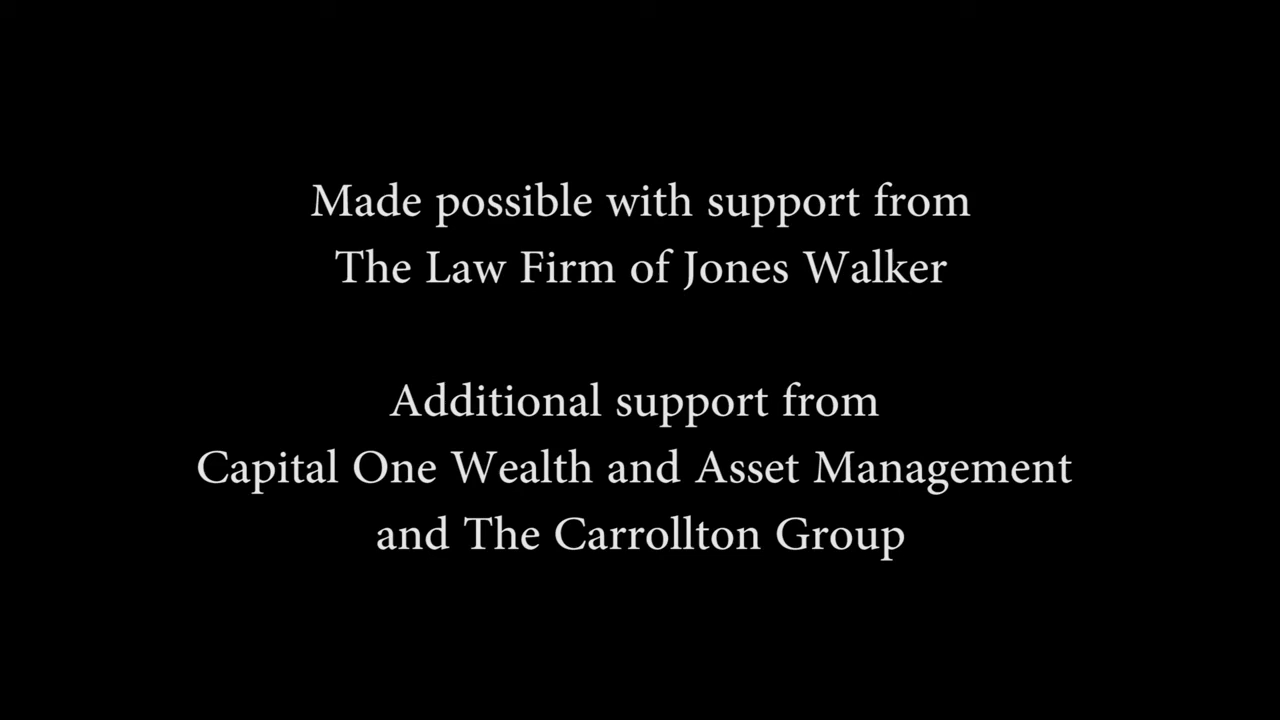 Made possible with support from
The Law Firm of Jones Walker
Additional support from
Capital One Wealth and Asset Management
and The Carrollton Group